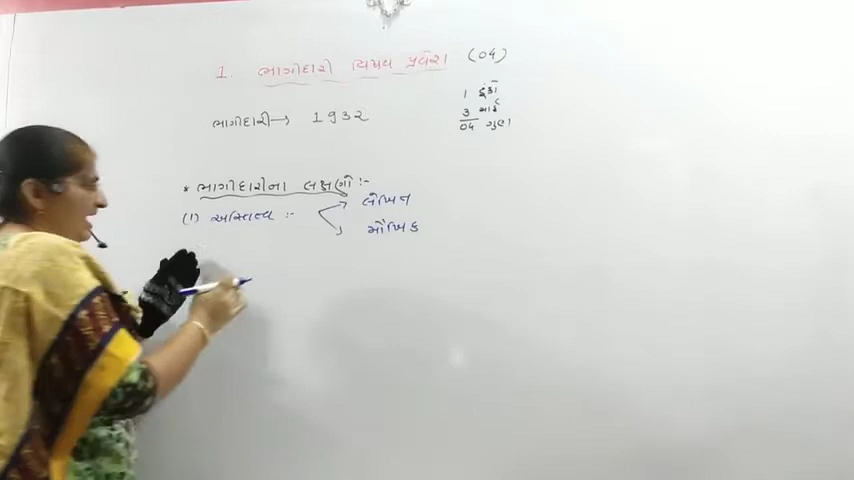 1. ભાગીદારી વિષય પ્રવેશ (04)
1 ટૂંકો
3 માર્ક
04 ગુણ
ભાગીદારી → 1932
* ભાગીદારીના લક્ષણો :-
(1) અસ્તિત્વ :- લેખિત
મૌખિક